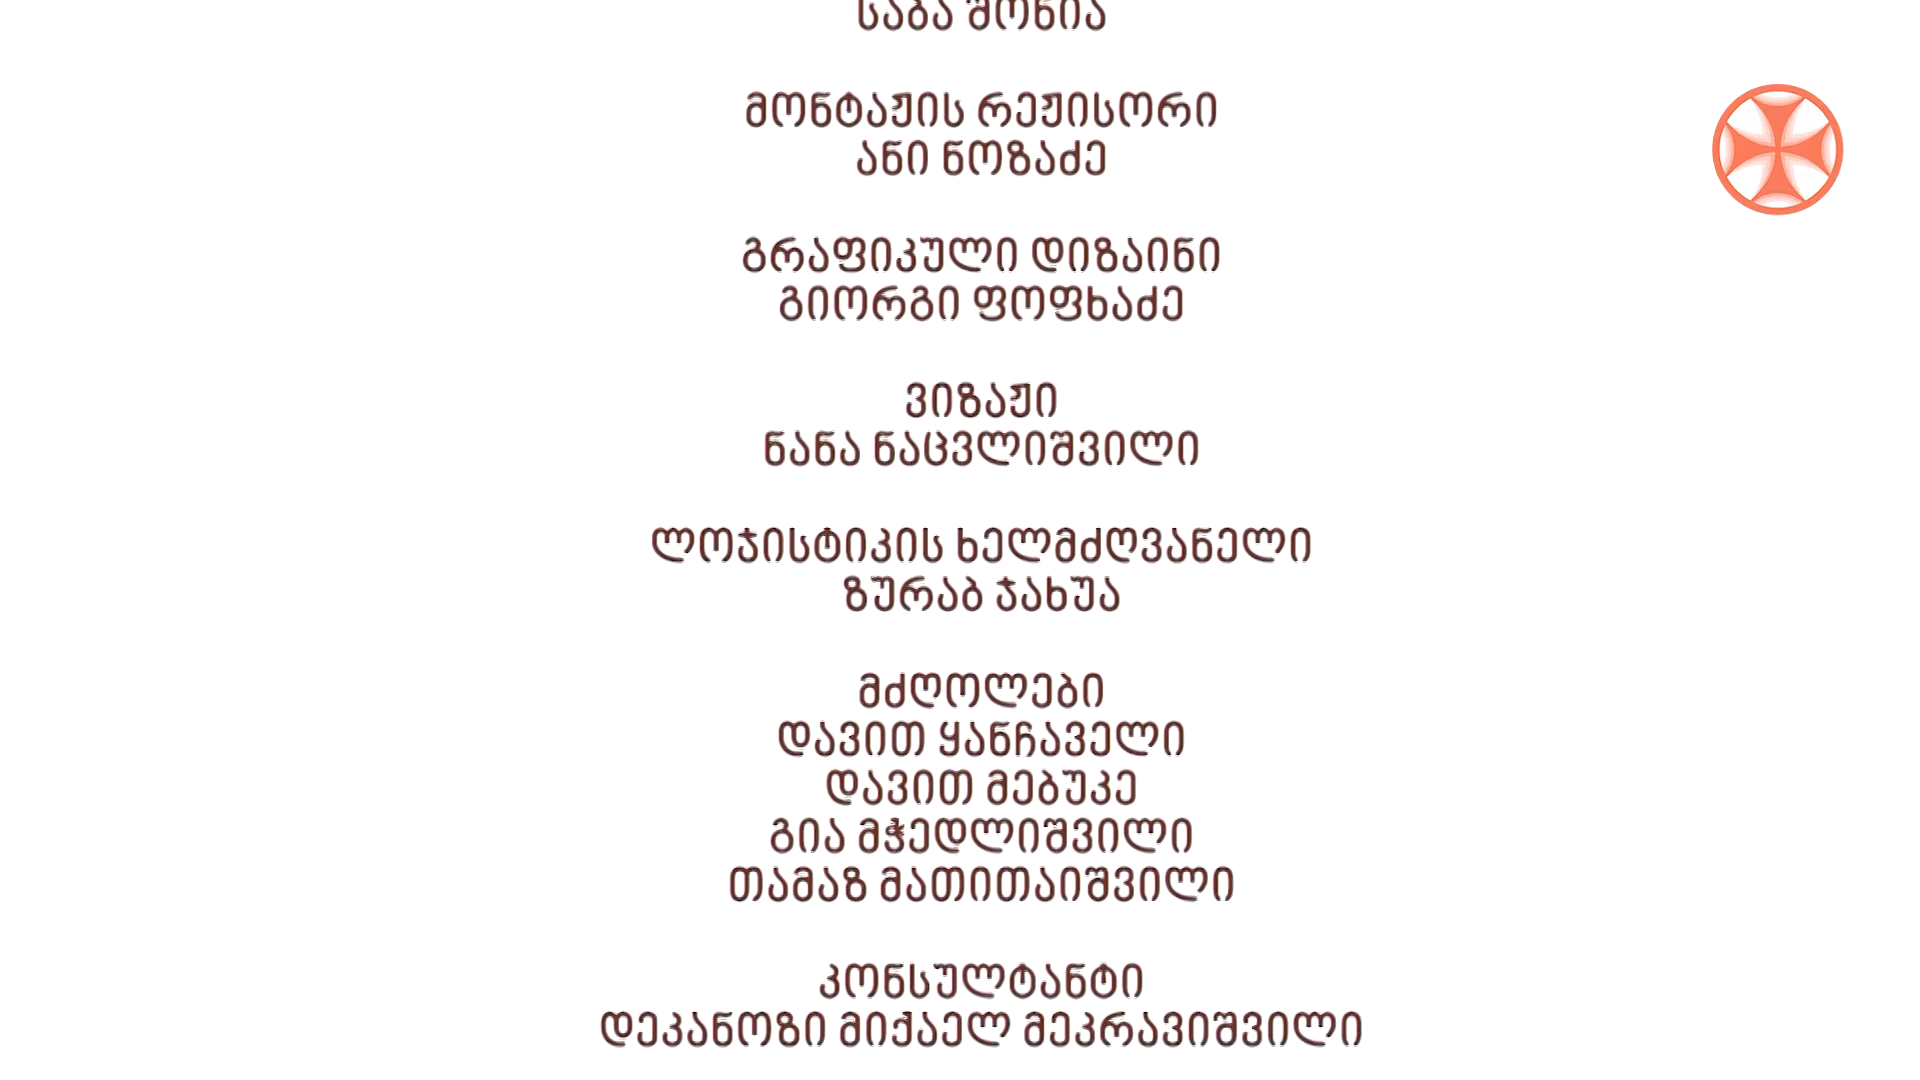 საბა შონია
მონტაჟის რეჟისორი
ანი ნოზაძე
გრაფიკული დიზაინი
გიორგი ფოფხაძე
ვიზაჟი
ნანა ნაცვლიშვილი
ლოჯისტიკის ხელმძღვანელი
ზურაბ ჯახუა
მძღოლები
დავით ყანჩაველი
დავით მებუკე
გია მჭედლიშვილი
თამაზ მათითაიშვილი
კონსულტანტი
დეკანოზი მიქაელ მეკრავიშვილი